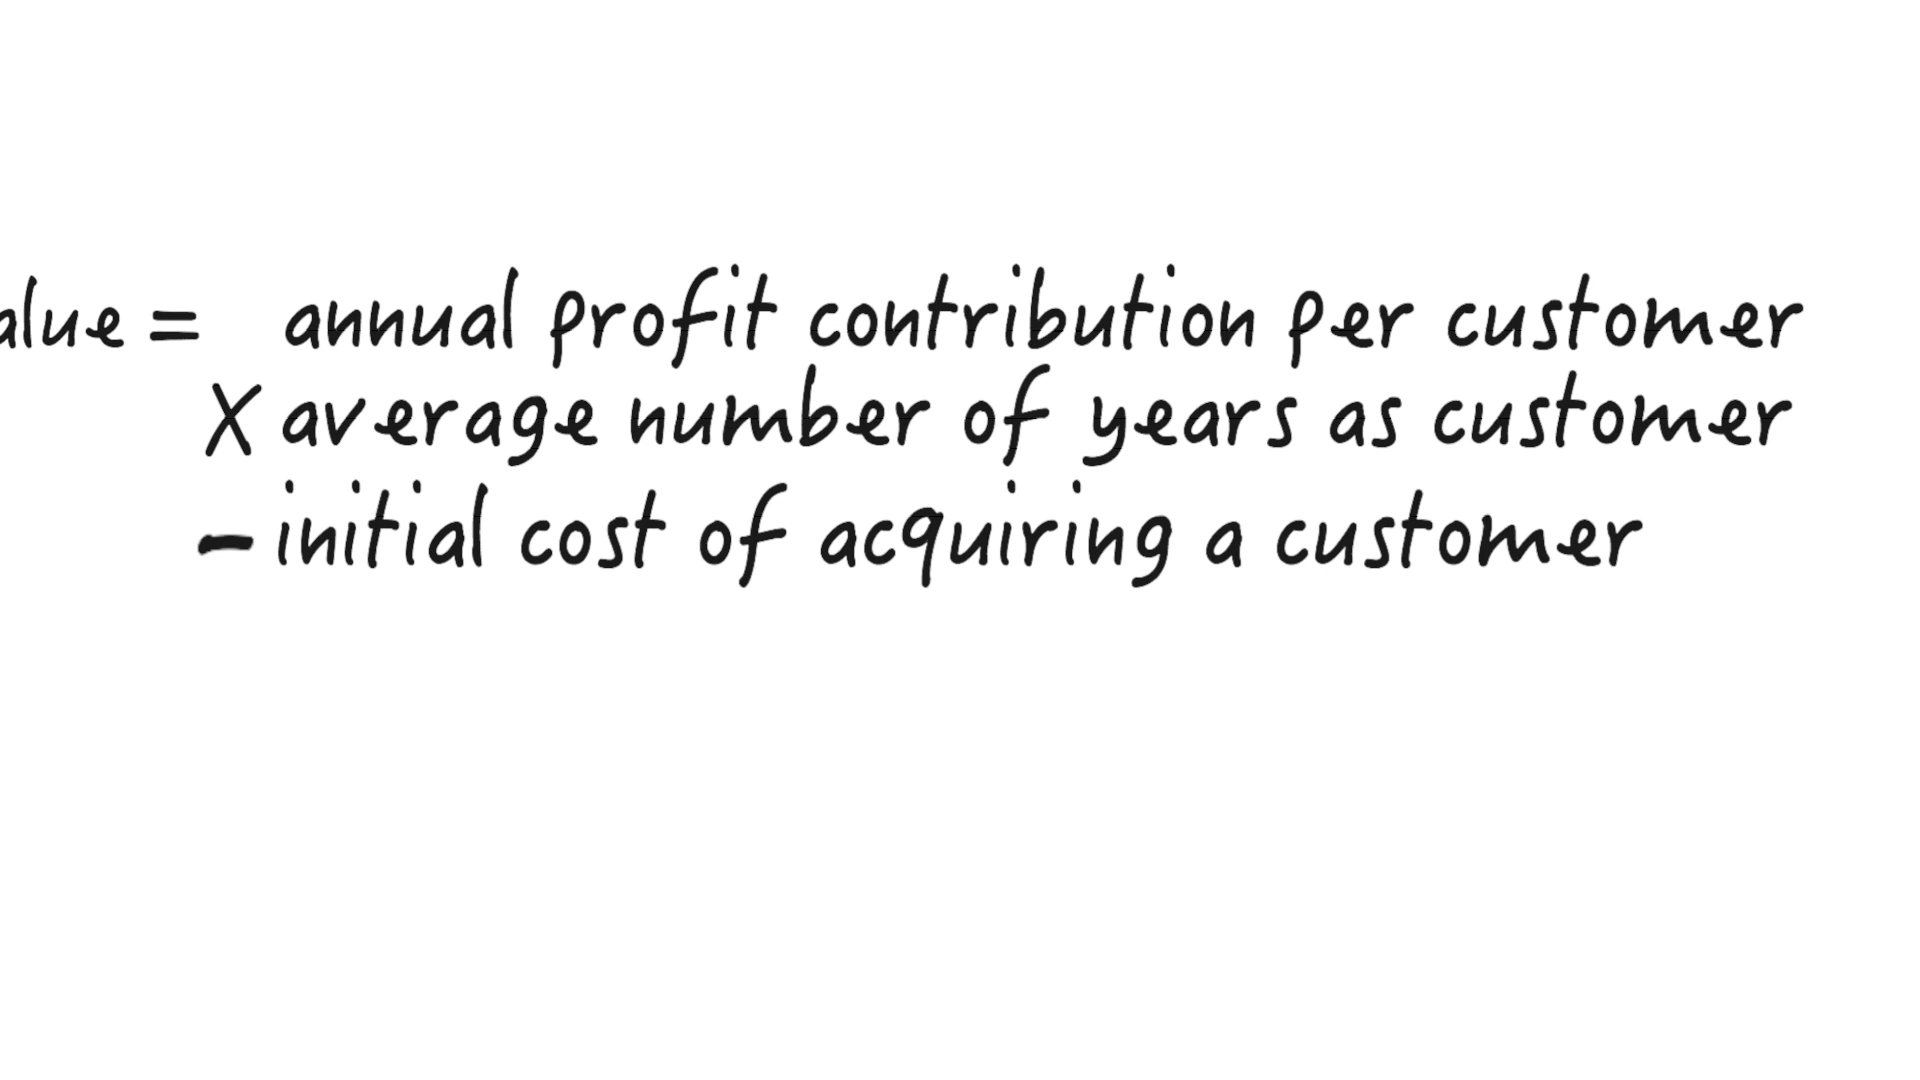 alue = annual profit contribution per customer
X average number of years as customer
- initial cost of acquiring a customer